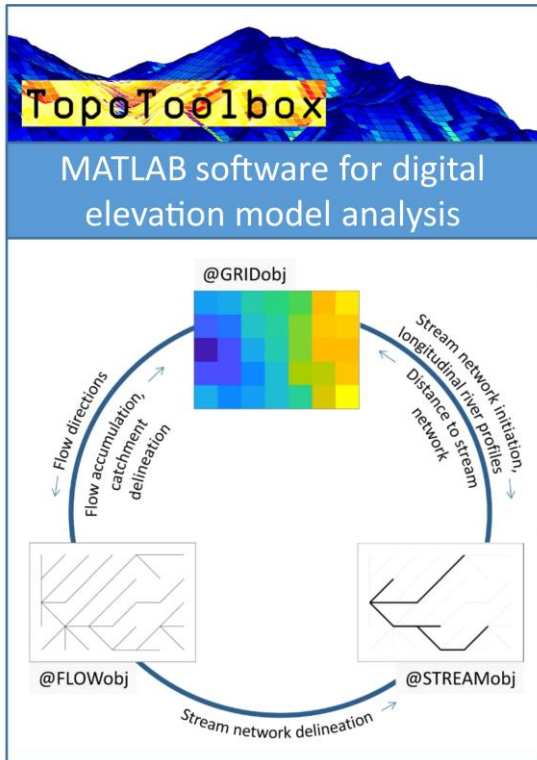 TopoToolbox
MATLAB software for digital
elevation model analysis
@GRIDobj
Flow directions
Flow accumulation,
catchment
delineation
Stream network initiation,
longitudinal river profiles
Distance to stream
network
@FLOWobj
@STREAMobj
Stream network delineation